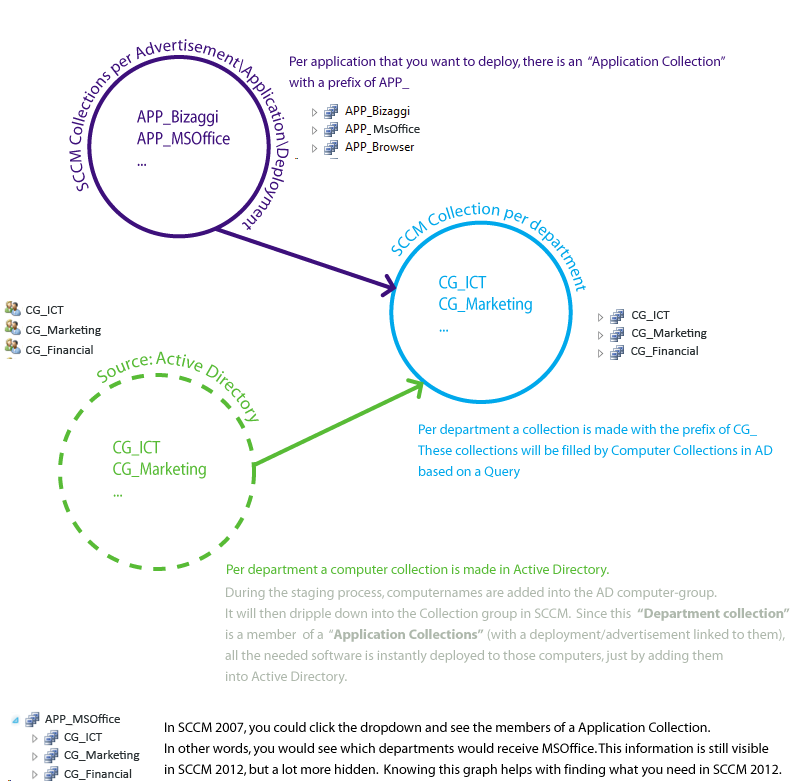 SCCM Collections per Advertisement\Application\Deployment
APP_Bizaggi
APP_MSOffice
...
Per application that you want to deploy, there is an "Application Collection"
with a prefix of APP_
APP_Bizaggi
APP_MsOffice
APP_Browser
SCCM Collection per department
CG_ICT
CG_Marketing
...
CG_ICT
CG_Marketing
CG_Financial
CG_ICT
CG_Marketing
CG_Financial
Source: Active Directory
CG_ICT
CG_Marketing
...
Per department a collection is made with the prefix of CG_
These collections will be filled by Computer Collections in AD
based on a Query
Per department a computer collection is made in Active Directory.
During the staging process, computernames are added into the AD computer-group.
It will then dripple down into the Collection group in SCCM. Since this "Department collection"
is a member of a "Application Collections" (with a deployment/advertisement linked to them),
all the needed software is instantly deployed to those computers, just by adding them
into Active Directory.
APP_MSOffice
CG_ICT
CG_Marketing
CG_Financial
In SCCM 2007, you could click the dropdown and see the members of a Application Collection.
In other words, you would see which departments would receive MSOffice. This information is still visible
in SCCM 2012, but a lot more hidden. Knowing this graph helps with finding what you need in SCCM 2012.